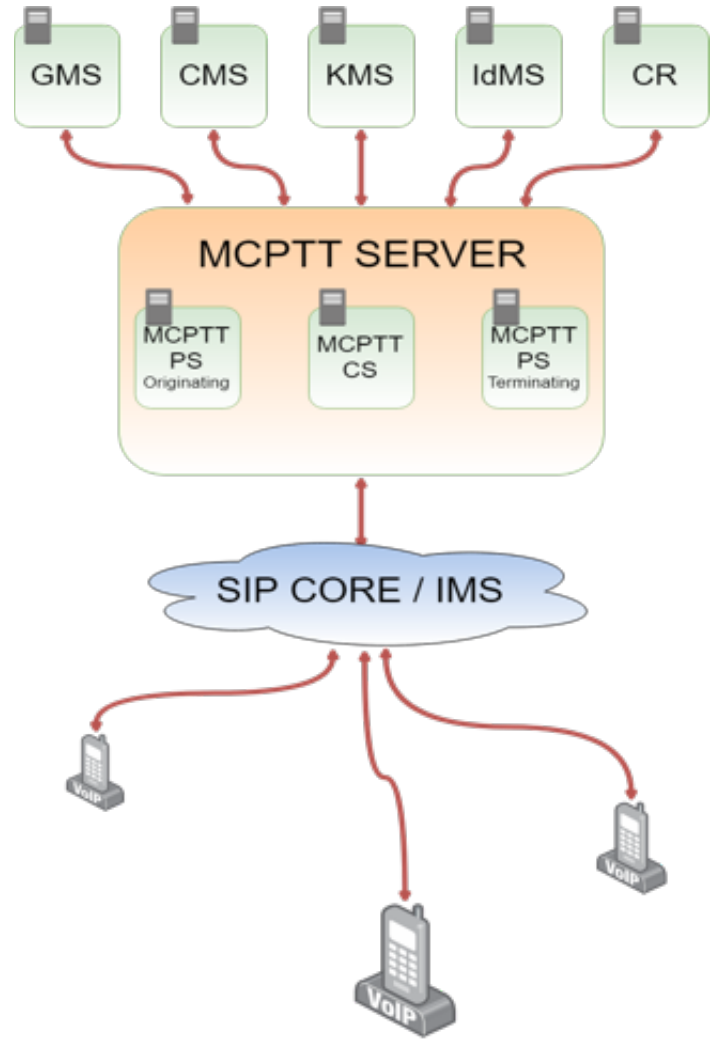 GMS
CMS
KMS
IdMS
CR
MCPTT SERVER
MCPTT
PS
Originating
MCPTT
CS
MCPTT
PS
Terminating
SIP CORE / IMS
VoIP
VoIP
VoIP